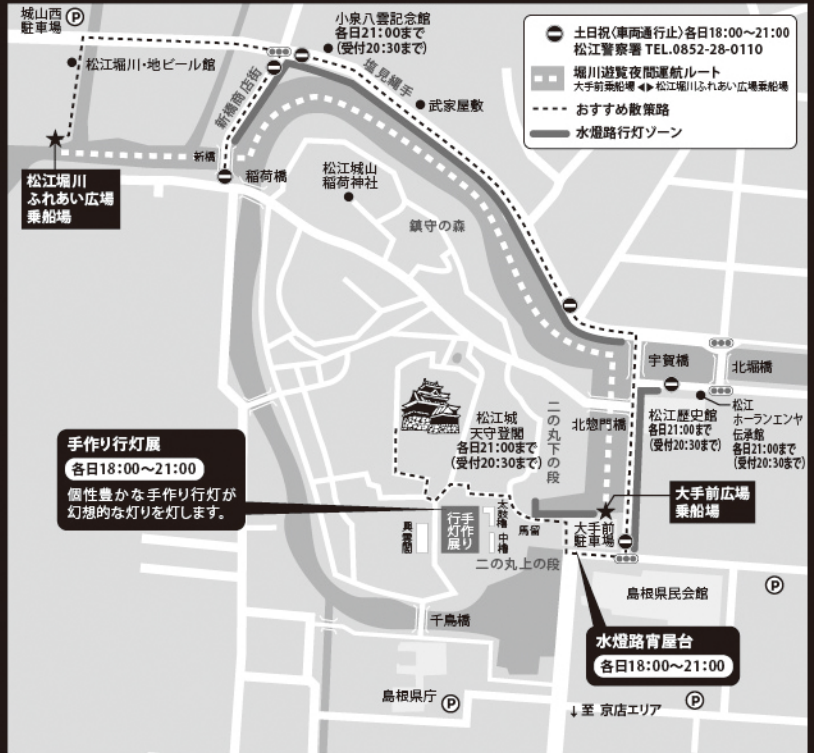 城山西
駐車場
P
松江堀川・地ビール館
小泉八雲記念館
各日21:00まで
(受付20:30まで)
土日祝〈車両通行止〉各日18:00〜21:00
松江警察署 TEL.0852-28-0110
堀川遊覧夜間運航ルート
大手前乗船場◀▶松江堀川ふれあい広場乗船場
おすすめ散策路
水燈路行灯ゾーン
新橋商店街
塩見縄手
武家屋敷
新橋
稲荷橋
松江堀川
ふれあい広場
乗船場
松江城山
稲荷神社
鎮守の森
宇賀橋
北堀橋
松江歴史館
各日21:00まで
(受付20:30まで)
松江
ホーランエンヤ
伝承館
各日21:00まで
(受付20:30まで)
北惣門橋
二の丸下の段
松江城
天守登閣
各日21:00まで
(受付20:30まで)
手作り行灯展
各日18:00〜21:00
個性豊かな手作り行灯が
幻想的な灯りを灯します。
大手前広場
乗船場
大手前
駐車場
馬溜
太鼓櫓
中櫓
手作り
行灯展
興雲閣
二の丸上の段
島根県民会館
P
千鳥橋
水燈路宵屋台
各日18:00〜21:00
島根県庁
P
P
↓至 京店エリア